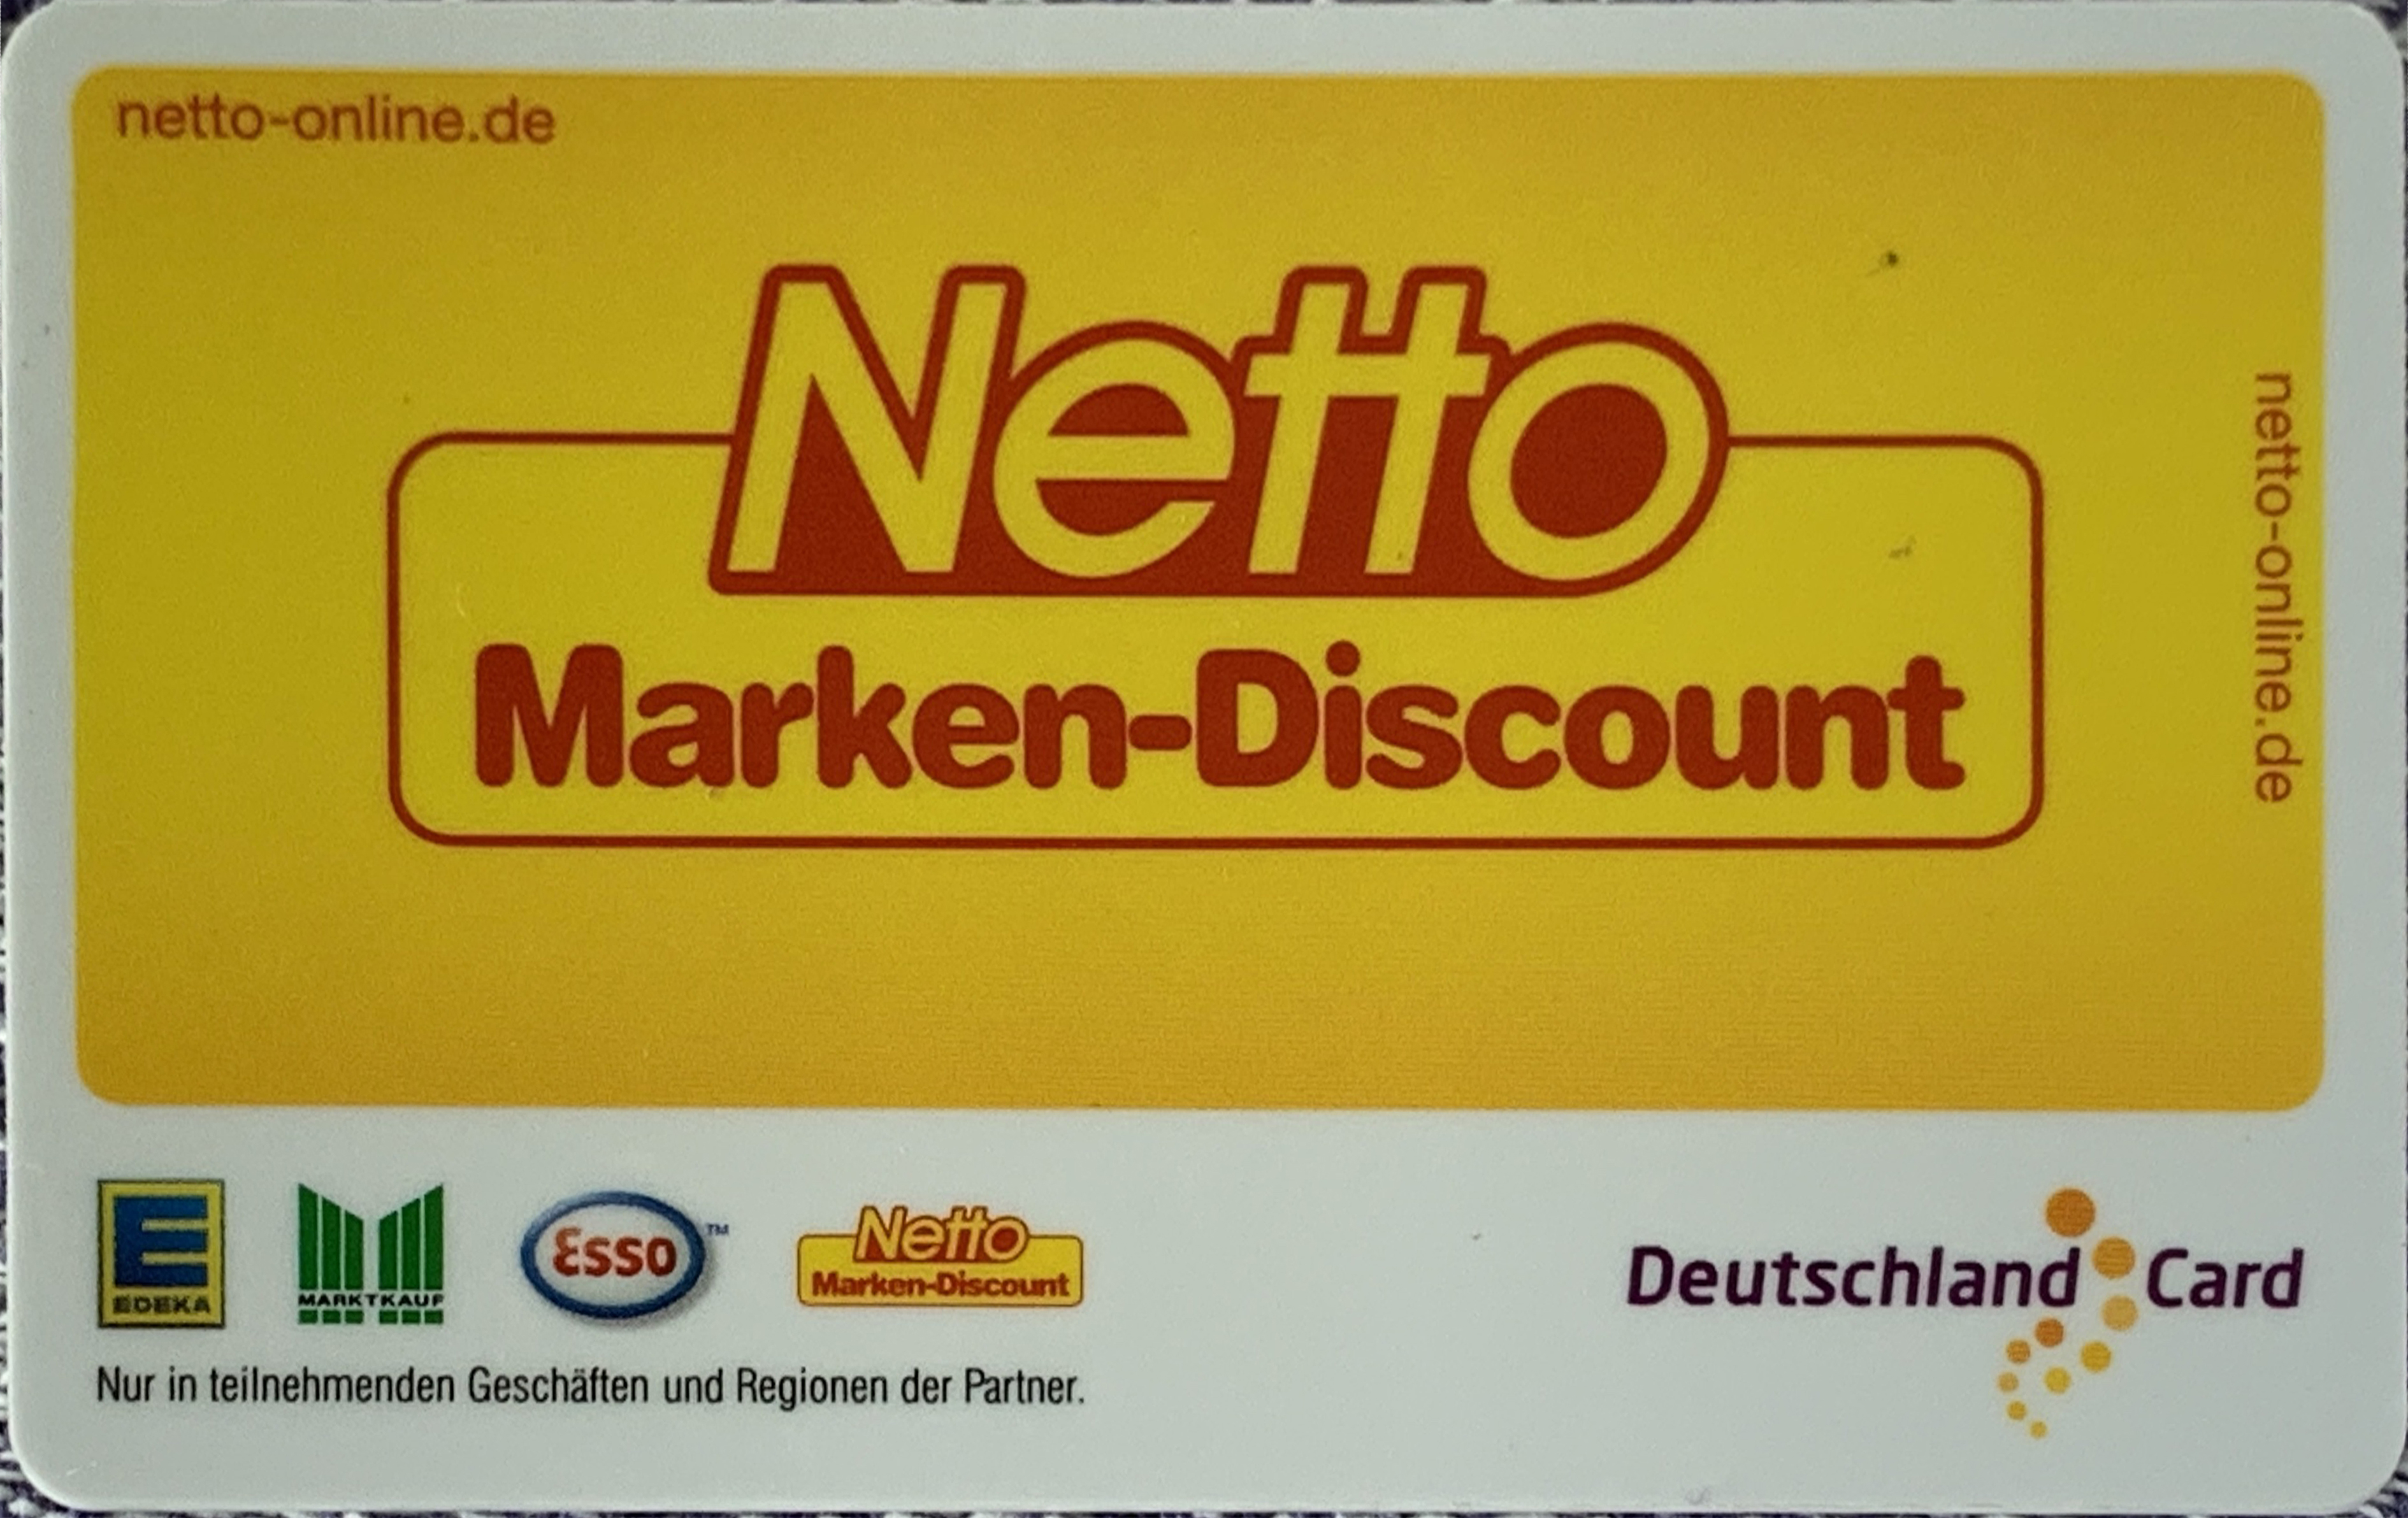 netto-online.de
Netto
Marken-Discount
netto-online.de
EDEKA
MARKTKAUF
Esso
TM
Netto
Marken-Discount
Deutschland Card
Nur in teilnehmenden Geschäften und Regionen der Partner.